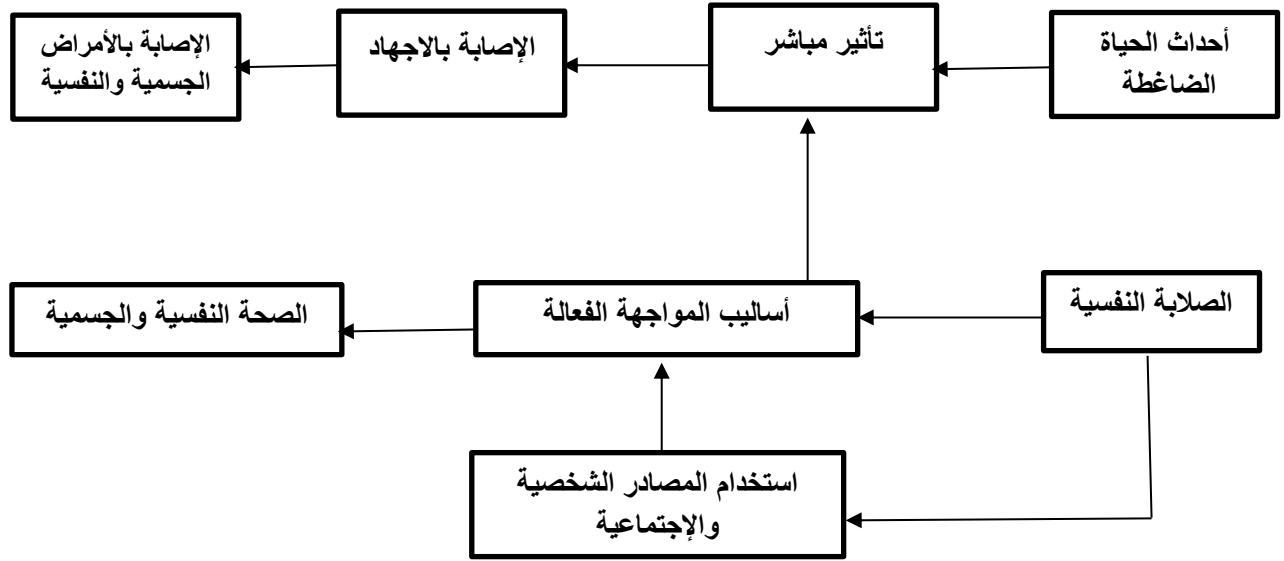 أحداث الحياة
الضاغطة
تأثير مباشر
الإصابة بالاجهاد
الإصابة بالأمراض
الجسمية والنفسية
الصلابة النفسية
أساليب المواجهة الفعالة
الصحة النفسية والجسمية
استخدام المصادر الشخصية
والإجتماعية